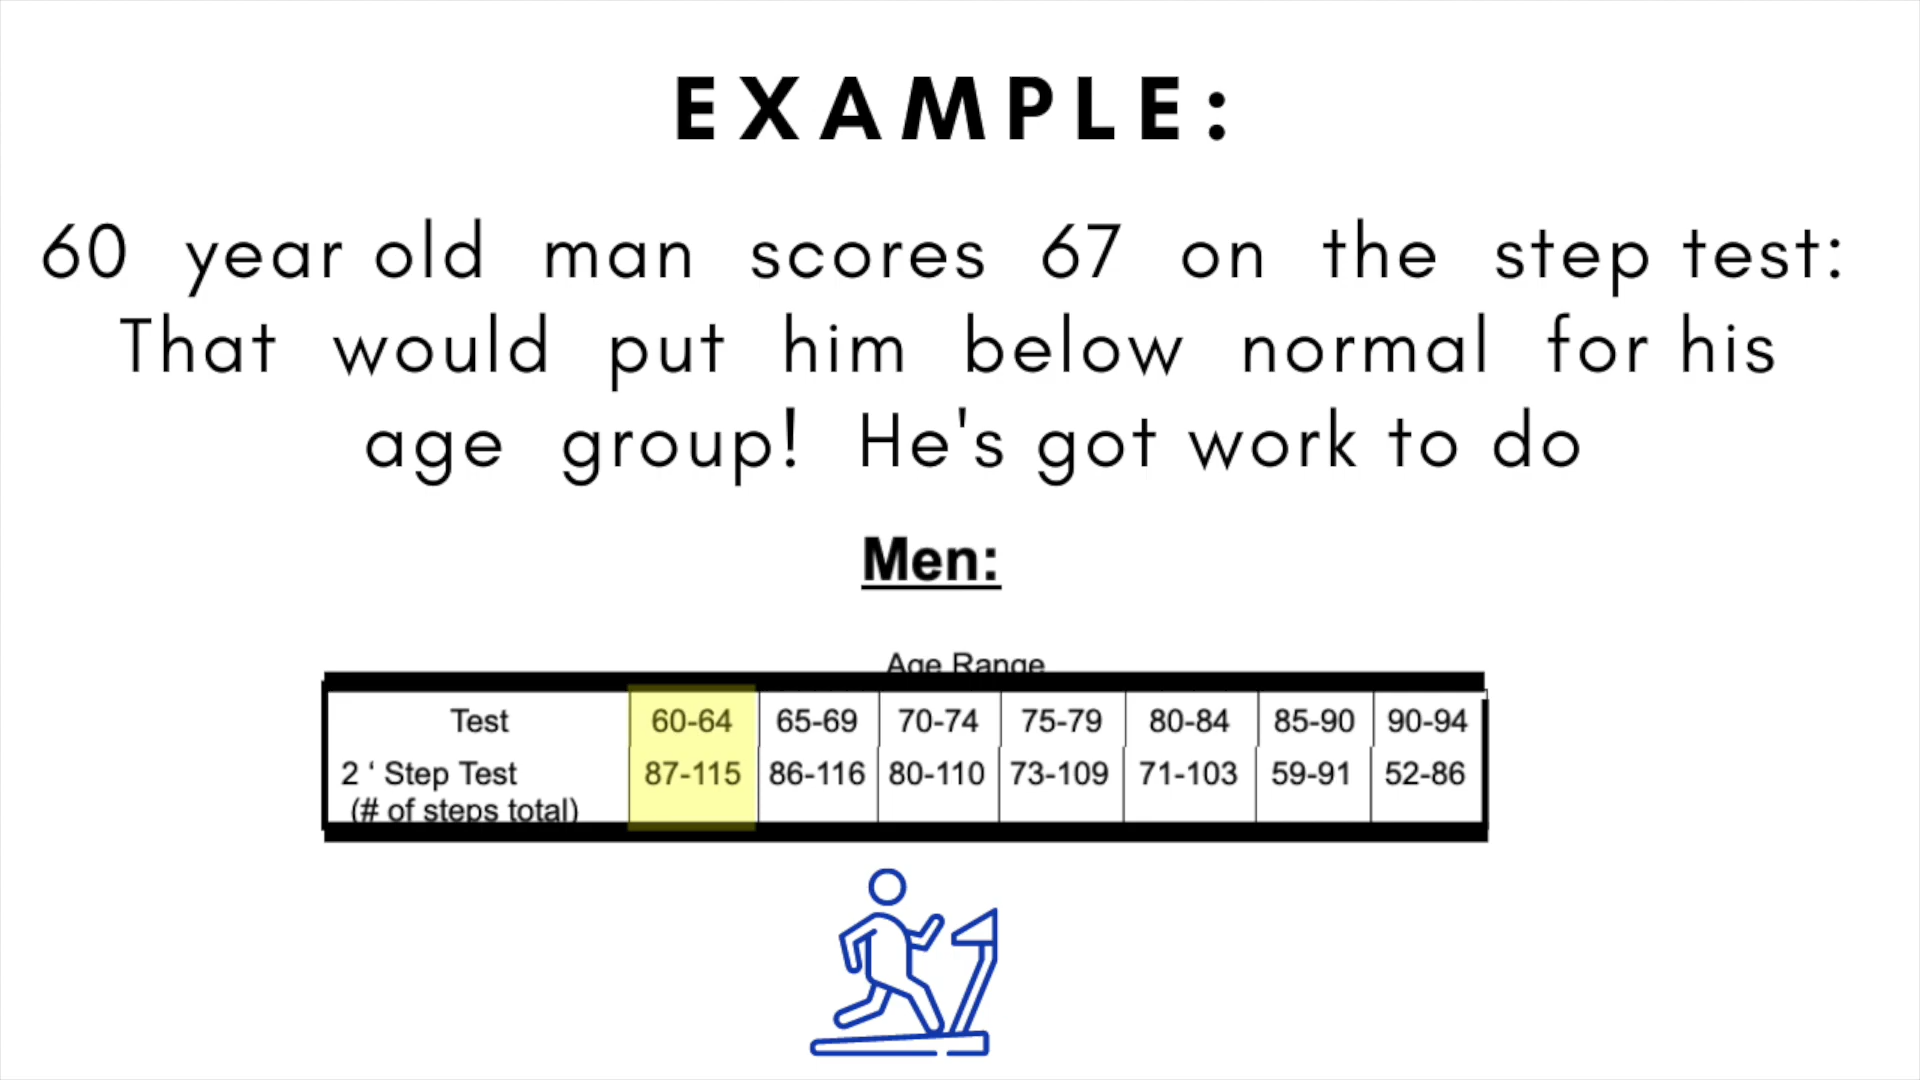 EXAMPLE:
60 year old man scores 67 on the step test:
That would put him below normal for his
age group! He's got work to do
Men:
Age Range
Test 60-64 65-69 70-74 75-79 80-84 85-90 90-94
2 ‘ Step Test 87-115 86-116 80-110 73-109 71-103 59-91 52-86
(# of steps total)